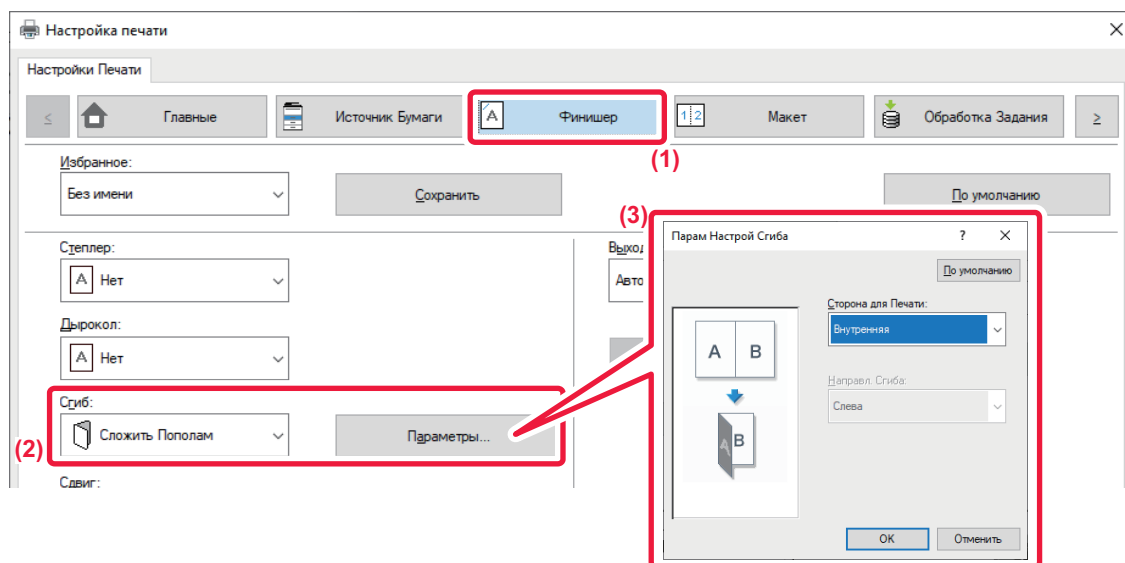 Настройка печати
Настройки Печати
< Главные Источник Бумаги A Финишер 1 2 Макет Обработка Задания >
(1)
Избранное:
Без имени Сохранить По умолчанию
(3)
Степлер:
A Нет
Дырокол:
A Нет
Сгиб:
(2) Сложить Пополам Параметры...
Сдвиг:
Парам Настрой Сгиба ? X
По умолчанию
Сторона для Печати:
Внутренняя
A B
Направл. Сгиба:
Слева
A B
OK Отменить